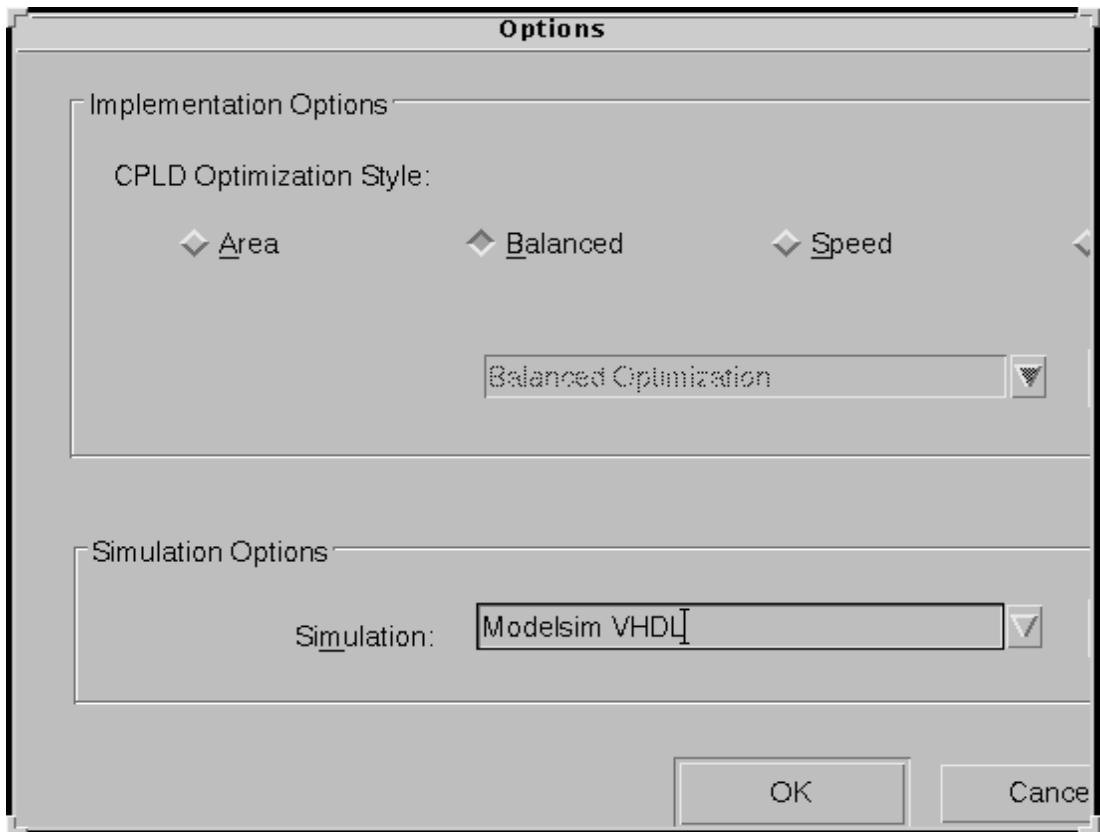 Options
Implementation Options
CPLD Optimization Style:
Area Balanced Speed
Balanced Optimization
Simulation Options
Simulation: Modelsim VHDL
OK Cance